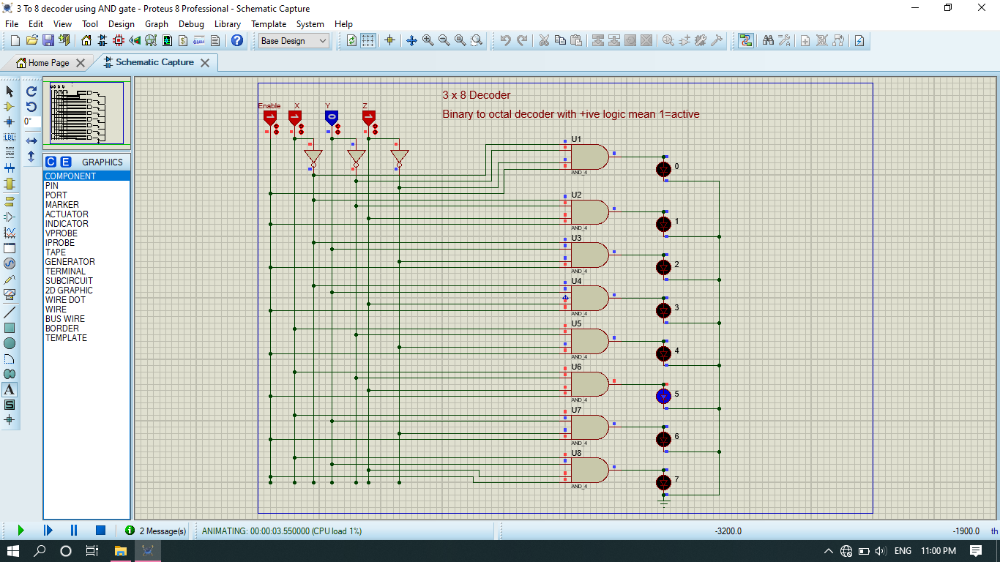 3 To 8 decoder using AND gate - Proteus 8 Professional - Schematic Capture
File Edit View Tool Design Graph Debug Library Template System Help
Base Design
Home Page Schematic Capture
0°
LBL
C E GRAPHICS
COMPONENT
PIN
PORT
MARKER
ACTUATOR
INDICATOR
VPROBE
IPROBE
TAPE
GENERATOR
TERMINAL
SUBCIRCUIT
2D GRAPHIC
WIRE DOT
WIRE
BUS WIRE
BORDER
TEMPLATE
A
S
3 x 8 Decoder
Binary to octal decoder with +ive logic mean 1=active
Enable X Y Z
1 1 0 1
U1
AND_4
0
U2
AND_4
1
U3
AND_4
2
U4
AND_4
3
U5
AND_4
4
U6
AND_4
5
U7
AND_4
6
U8
AND_4
7
2 Message(s) ANIMATING: 00:00:03.550000 (CPU load 1%) -3200.0 -1900.0 th
ENG 11:00 PM